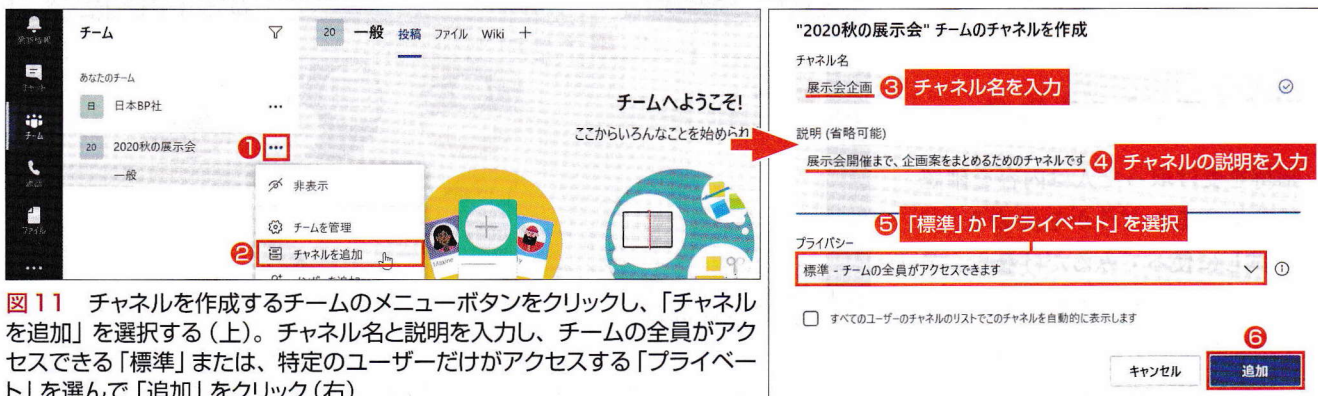 チーム
あなたのチーム
日 日本BP社 …
20 2020秋の展示会 ❶ …
一般
非表示
チームを管理
❷ チャネルを追加
20 一般 投稿 ファイル Wiki +
チームへようこそ!
ここからいろんなことを始められ
チーム
ファイル
…
図11 チャネルを作成するチームのメニューボタンをクリックし、「チャネル
を追加」を選択する(上)。チャネル名と説明を入力し、チームの全員がアク
セスできる「標準」または、特定のユーザーだけがアクセスする「プライベー
ト」を選んで「追加」をクリック(右)
"2020秋の展示会" チームのチャネルを作成
チャネル名
展示会企画 ❸ チャネル名を入力
説明 (省略可能)
展示会開催まで、企画案をまとめるためのチャネルです ❹ チャネルの説明を入力
❺ 「標準」か「プライベート」を選択
プライバシー
標準 - チームの全員がアクセスできます
すべてのユーザーのチャネルのリストでこのチャネルを自動的に表示します
❻
キャンセル 追加